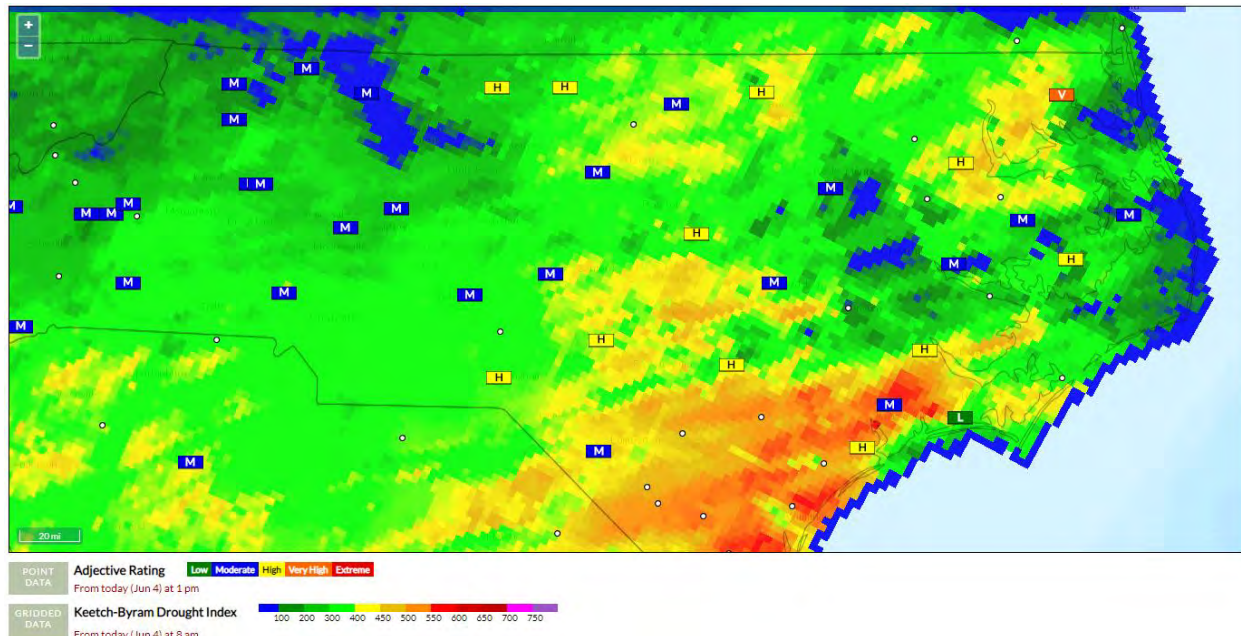 +
−
M
M
H
H
H
M
V
M
M
H
M
M
M
M
M
M
M
M
M
H
M
M
M
H
M
M
M
M
M
M
H
H
H
H
M
L
M
H
M
20 mi
POINT DATA
Adjective Rating Low Moderate High Very High Extreme
From today (Jun 4) at 1 pm
GRIDDED DATA
Keetch-Byram Drought Index 100 200 300 400 450 500 550 600 650 700 750
From today (Jun 4) at 8 am